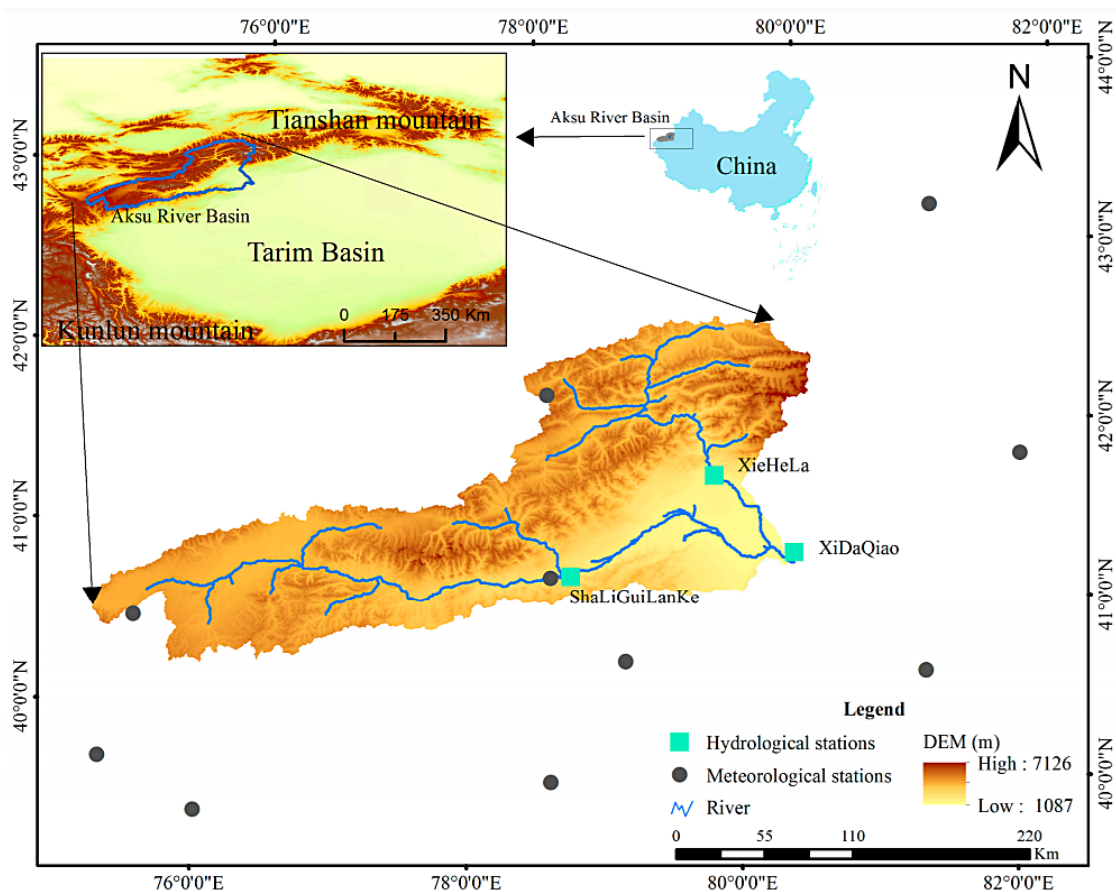 76°0'0"E
78°0'0"E
80°0'0"E
82°0'0"E
44°0'0"N
43°0'0"N
42°0'0"N
41°0'0"N
40°0'0"N
43°0'0"N
42°0'0"N
41°0'0"N
40°0'0"N
Tianshan mountain
Aksu River Basin
Tarim Basin
0 175 350 Km
Kunlun mountain
Aksu River Basin
China
N
XieHeLa
XiDaQiao
ShaLiGuiLanKe
Legend
Hydrological stations
Meteorological stations
River
DEM (m)
High : 7126
Low : 1087
0 55 110 220
Km
76°0'0"E
78°0'0"E
80°0'0"E
82°0'0"E